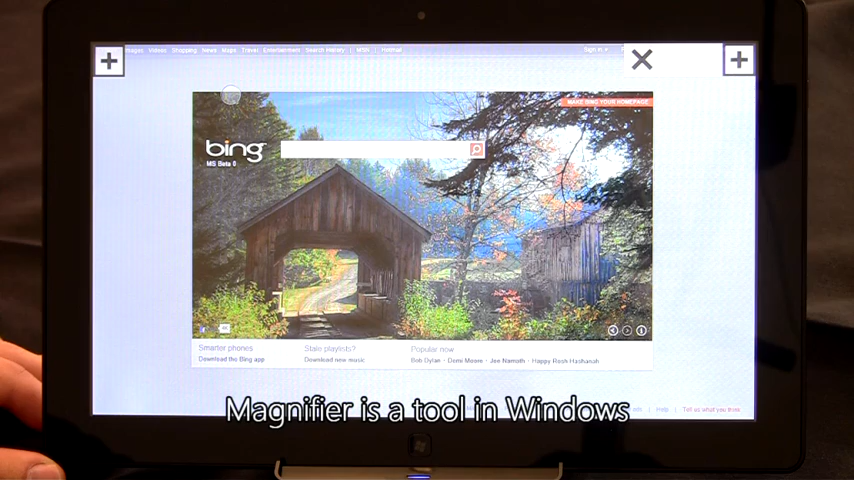 Images Videos Shopping News Maps Travel Entertainment Search History | MSN | Hotmail
Sign in
MAKE BING YOUR HOMEPAGE
bing
MS Beta 6
Smarter phones
Download the Bing app
Stale playlists?
Download new music
Popular now
Bob Dylan · Demi Moore · Joe Namath · Happy Rosh Hashanah
Help | Tell us what you think
Magnifier is a tool in Windows